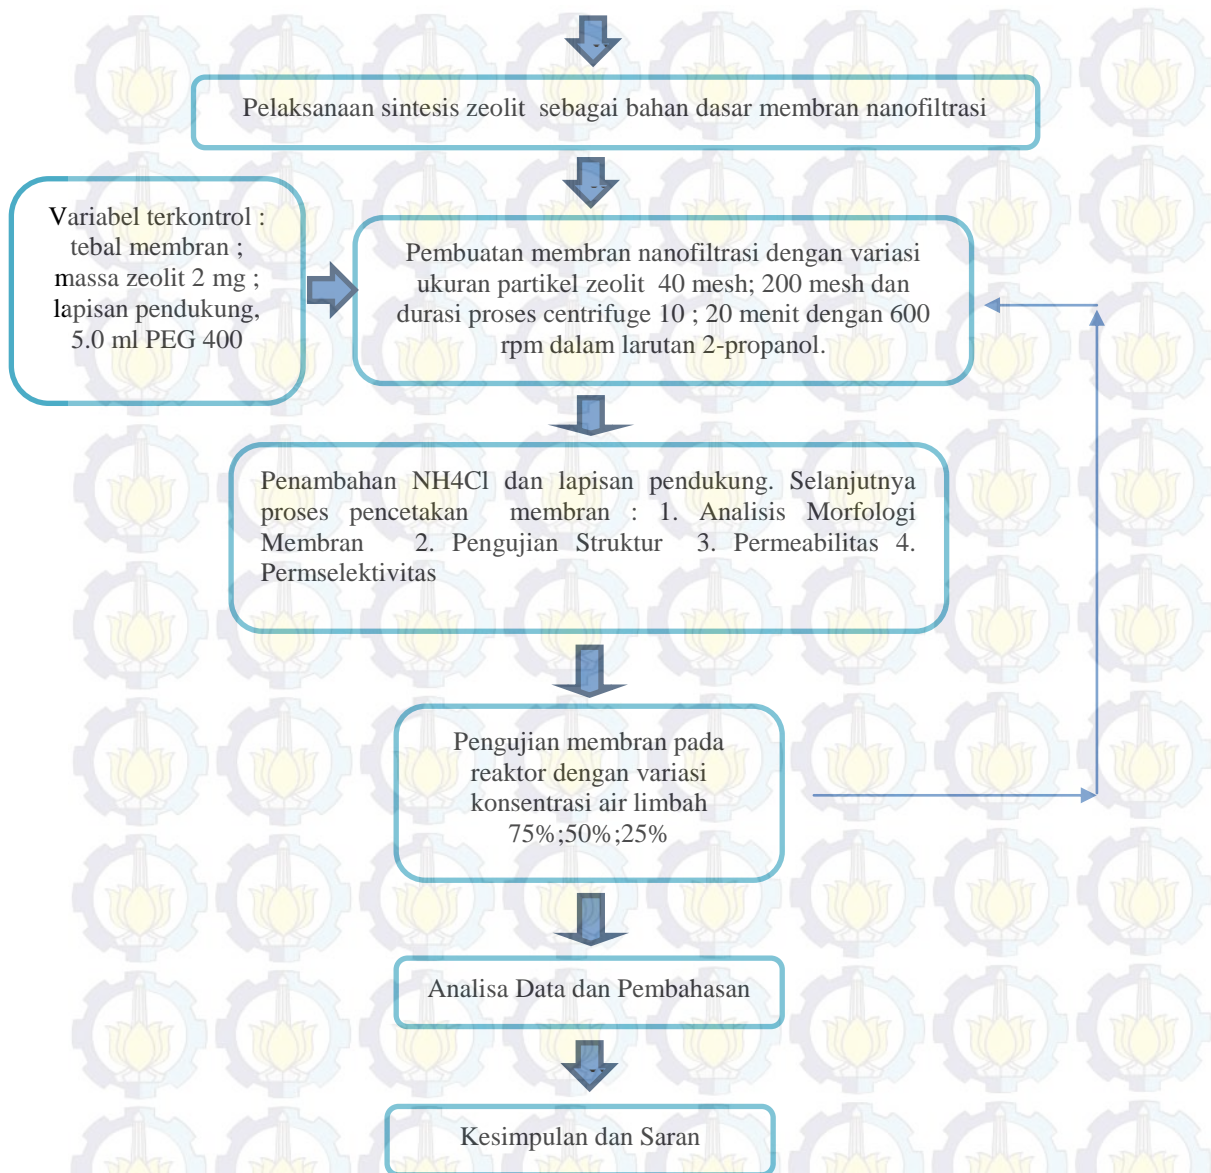 Pelaksanaan sintesis zeolit sebagai bahan dasar membran nanofiltrasi
Variabel terkontrol :
tebal membran ;
massa zeolit 2 mg ;
lapisan pendukung,
5.0 ml PEG 400
Pembuatan membran nanofiltrasi dengan variasi
ukuran partikel zeolit 40 mesh; 200 mesh dan
durasi proses centrifuge 10 ; 20 menit dengan 600
rpm dalam larutan 2-propanol.
Penambahan NH4Cl dan lapisan pendukung. Selanjutnya
proses pencetakan membran : 1. Analisis Morfologi
Membran 2. Pengujian Struktur 3. Permeabilitas 4.
Permselektivitas
Pengujian membran pada
reaktor dengan variasi
konsentrasi air limbah
75%;50%;25%
Analisa Data dan Pembahasan
Kesimpulan dan Saran